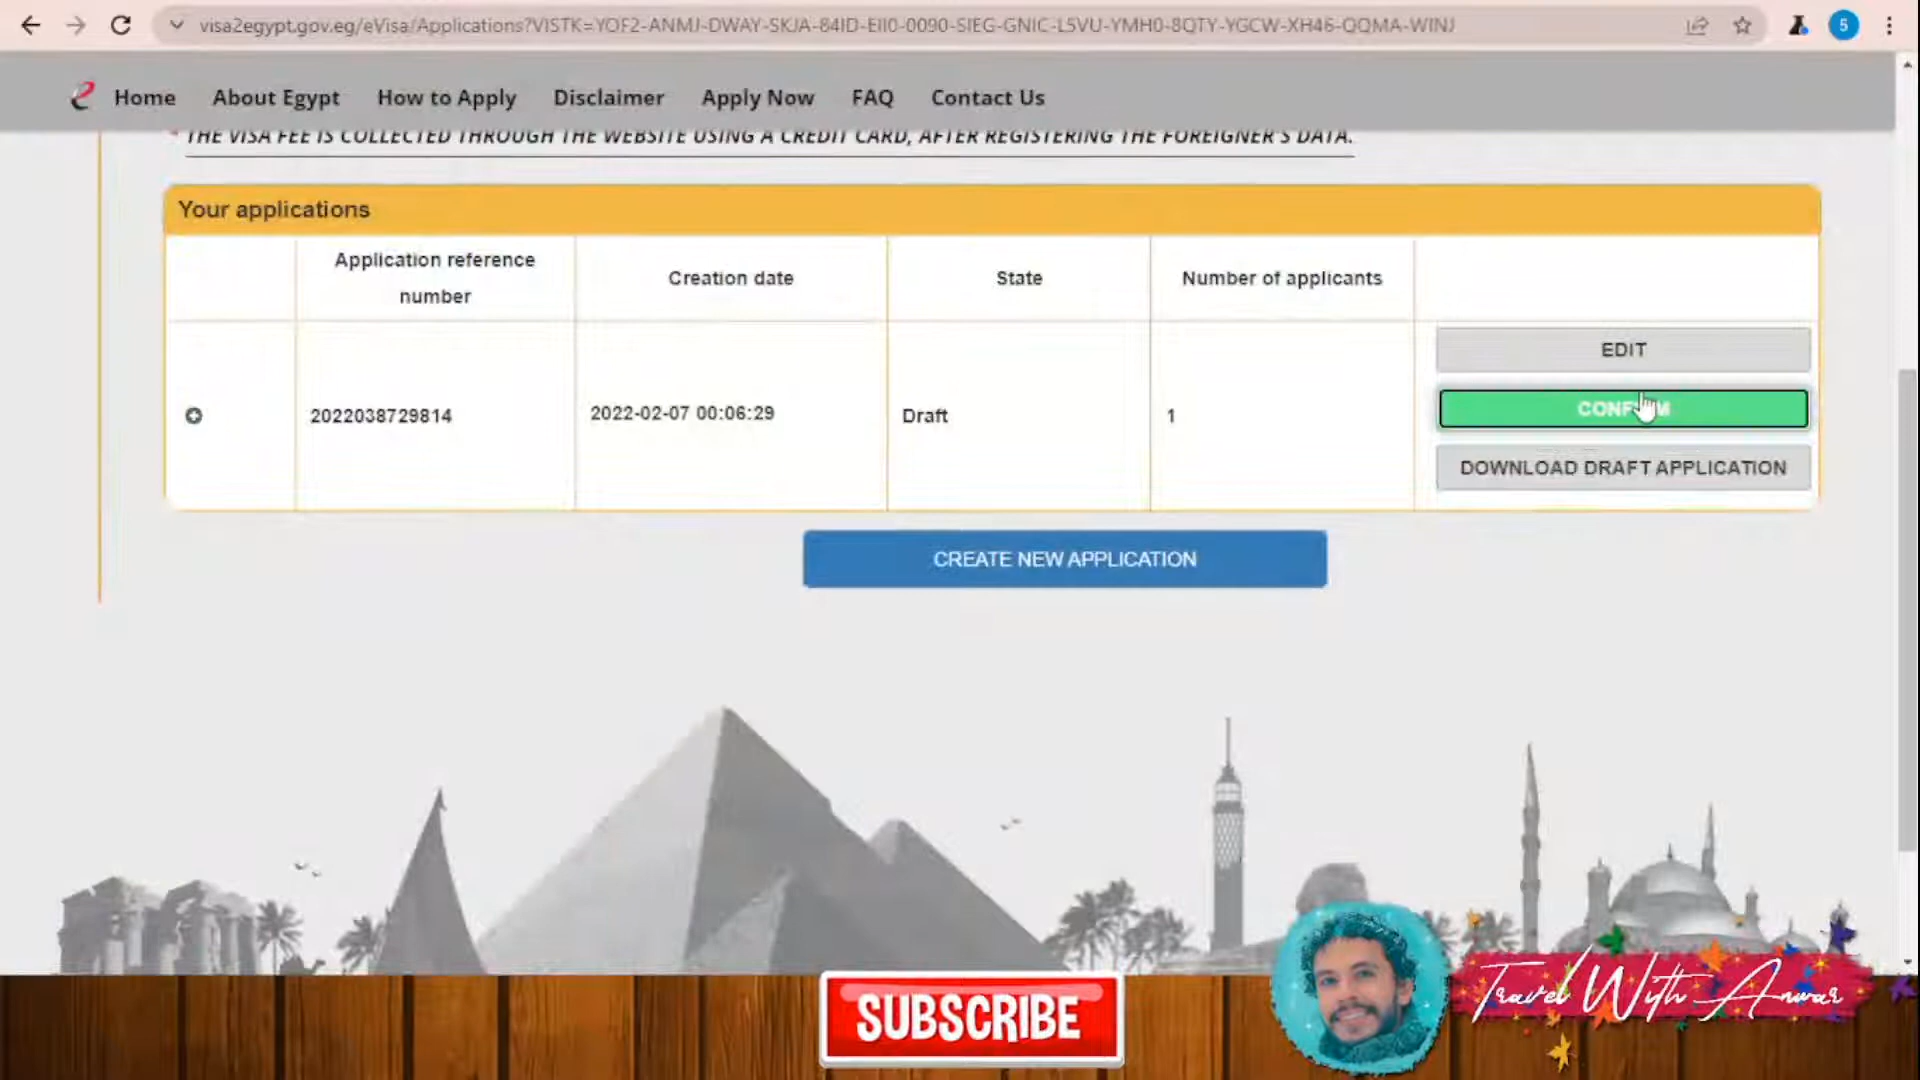 visa2egypt.gov.eg/eVisa/Applications?VISTK=YOF2-ANMJ-DWAY-SKJA-84ID-EII0-0090-SIEG-GNIC-L5VU-YMH0-8QTY-YGCW-XH46-QQMA-WINJ
5
Home About Egypt How to Apply Disclaimer Apply Now FAQ Contact Us
* THE VISA FEE IS COLLECTED THROUGH THE WEBSITE USING A CREDIT CARD, AFTER REGISTERING THE FOREIGNER'S DATA.
Your applications
Application reference number Creation date State Number of applicants
2022038729814 2022-02-07 00:06:29 Draft 1
EDIT
CONFIRM
DOWNLOAD DRAFT APPLICATION
CREATE NEW APPLICATION
SUBSCRIBE
Travel With Anwar